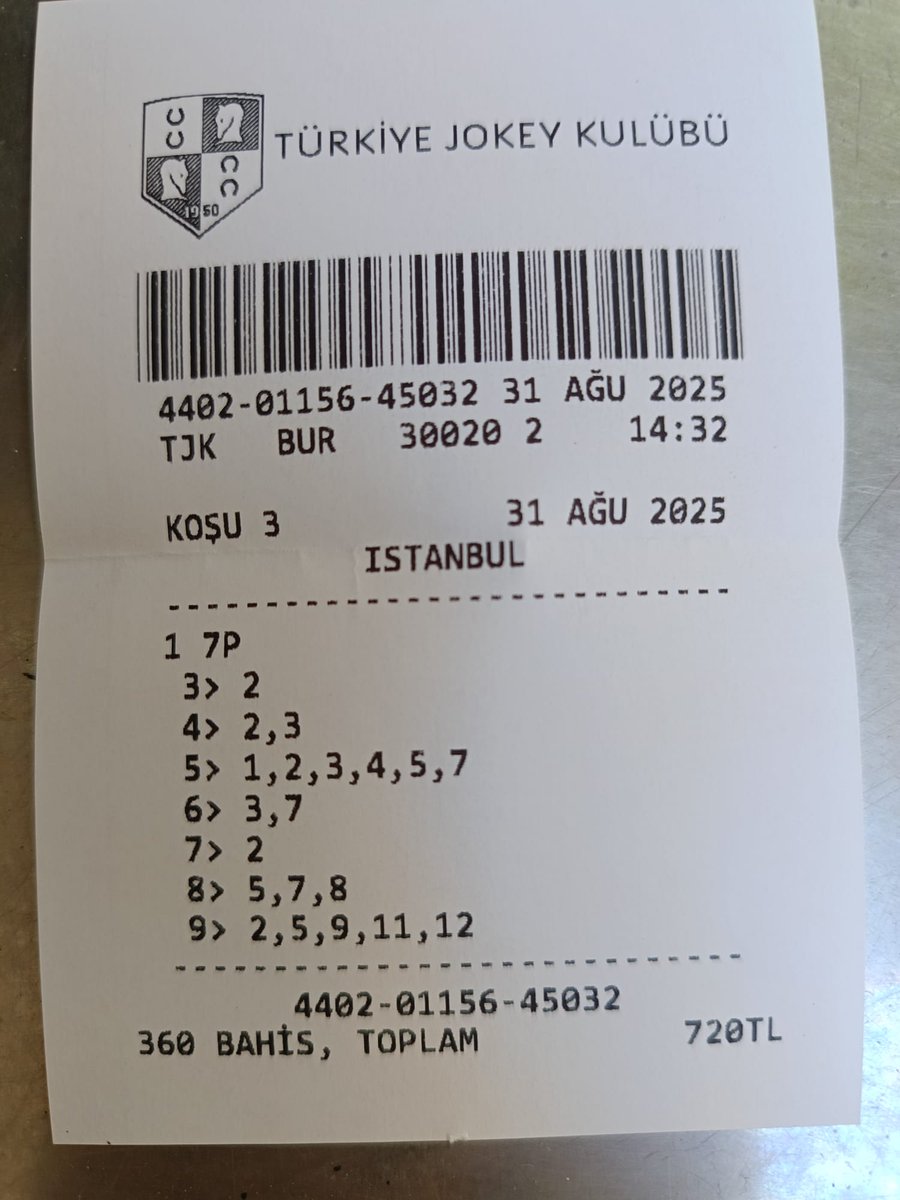 1950
TÜRKİYE JOKEY KULÜBÜ
4402-01156-45032 31 AĞU 2025
TJK BUR 30020 2 14:32
KOŞU 3 31 AĞU 2025
ISTANBUL
1 7P
3> 2
4> 2,3
5> 1,2,3,4,5,7
6> 3,7
7> 2
8> 5,7,8
9> 2,5,9,11,12
4402-01156-45032
360 BAHİS, TOPLAM 720TL